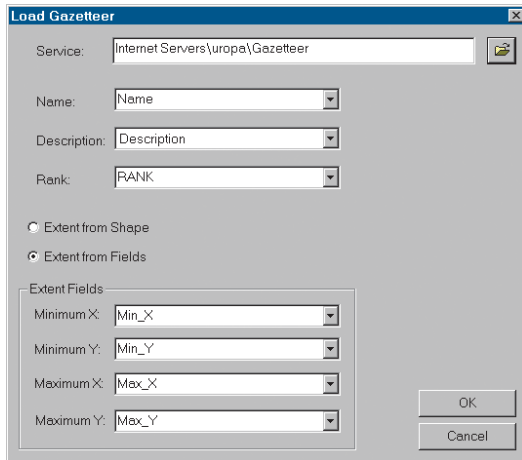 Load Gazetteer
Service: Internet Servers\uropa\Gazetteer
Name: Name
Description: Description
Rank: RANK
Extent from Shape
Extent from Fields
Extent Fields
Minimum X: Min_X
Minimum Y: Min_Y
Maximum X: Max_X
Maximum Y: Max_Y
OK
Cancel